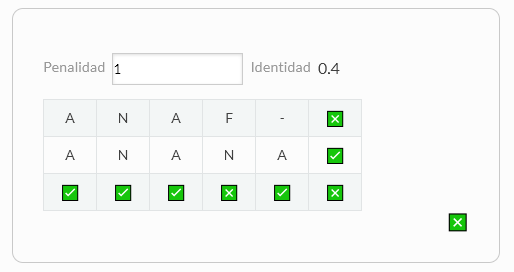 Penalidad 1 Identidad 0.4
A N A F -
A N A N A